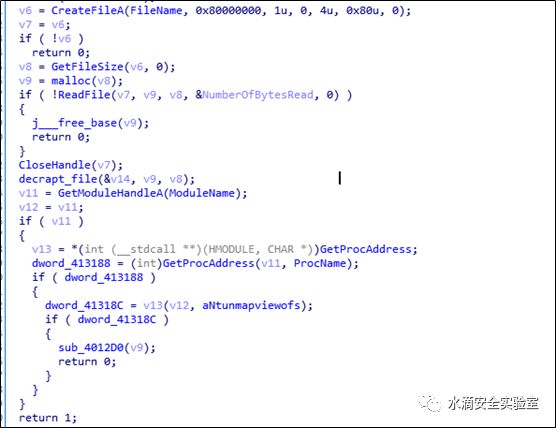 v6 = CreateFileA(FileName, 0x80000000, 1u, 0, 4u, 0x80u, 0);
v7 = v6;
if ( !v6 )
return 0;
v8 = GetFileSize(v6, 0);
v9 = malloc(v8);
if ( !ReadFile(v7, v9, v8, &NumberOfBytesRead, 0) )
{
j___free_base(v9);
return 0;
}
CloseHandle(v7);
decrapt_file(&v14, v9, v8);
v11 = GetModuleHandleA(ModuleName);
v12 = v11;
if ( v11 )
{
v13 = *(int (__stdcall **)(HMODULE, CHAR *))GetProcAddress;
dword_413188 = (int)GetProcAddress(v11, ProcName);
if ( dword_413188 )
{
dword_41318C = v13(v12, aNtunmapviewofs);
if ( dword_41318C )
{
sub_4012D0(v9);
return 0;
}
}
}
return 1;
水滴安全实验室